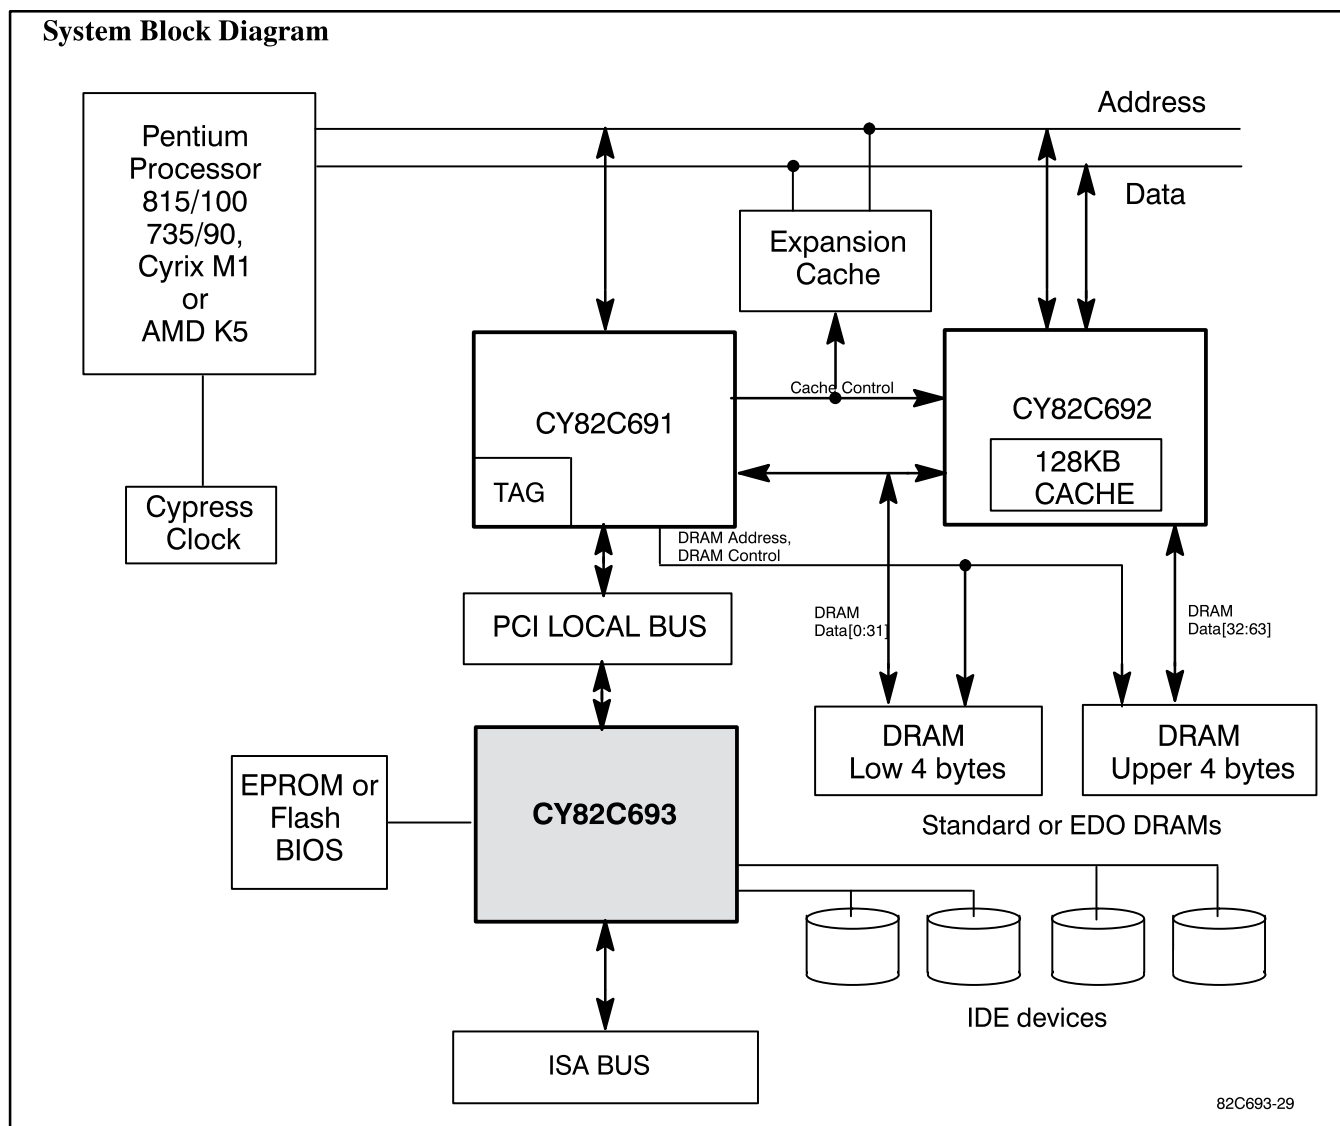 System Block Diagram
Address
Data
Pentium
Processor
815/100
735/90,
Cyrix M1
or
AMD K5
Expansion
Cache
Cache Control
CY82C691
TAG
CY82C692
128KB
CACHE
Cypress
Clock
DRAM Address,
DRAM Control
PCI LOCAL BUS
DRAM
Data[0:31]
DRAM
Data[32:63]
DRAM
Low 4 bytes
DRAM
Upper 4 bytes
Standard or EDO DRAMs
EPROM or
Flash
BIOS
CY82C693
IDE devices
ISA BUS
82C693-29